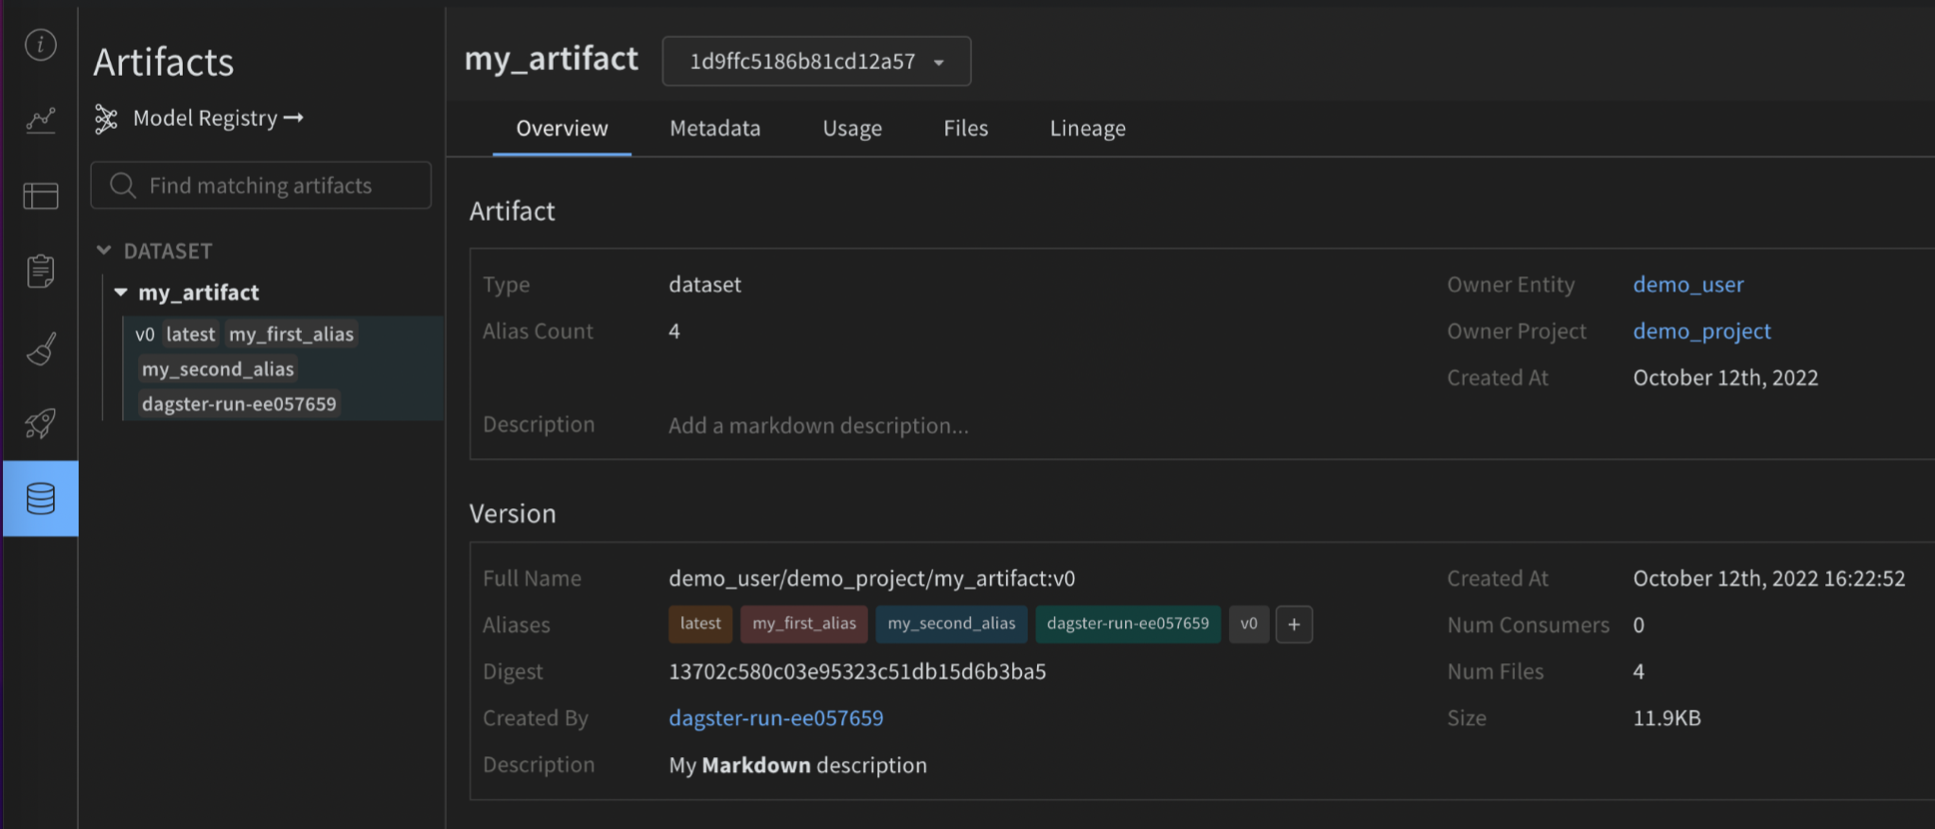 Artifacts
Model Registry →
Find matching artifacts
DATASET
my_artifact
v0 latest my_first_alias
my_second_alias
dagster-run-ee057659
my_artifact 1d9ffc5186b81cd12a57
Overview Metadata Usage Files Lineage
Artifact
Type dataset Owner Entity demo_user
Alias Count 4 Owner Project demo_project
Created At October 12th, 2022
Description Add a markdown description...
Version
Full Name demo_user/demo_project/my_artifact:v0 Created At October 12th, 2022 16:22:52
Aliases latest my_first_alias my_second_alias dagster-run-ee057659 v0 + Num Consumers 0
Digest 13702c580c03e95323c51db15d6b3ba5 Num Files 4
Created By dagster-run-ee057659 Size 11.9KB
Description My Markdown description